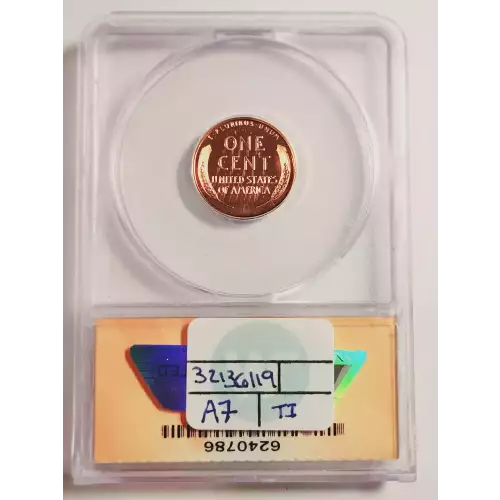 E·PLURIBUS·UNUM
ONE
CENT
UNITED STATES
OF AMERICA
32136119
A7 TI
6240786